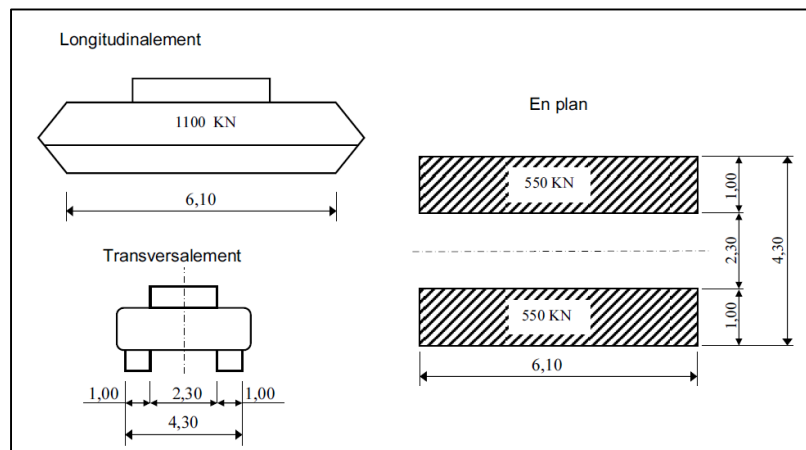 Longitudinalement
1100 KN
6,10
Transversalement
1,00 2,30 1,00
4,30
En plan
550 KN
1,00
2,30
4,30
550 KN
1,00
6,10